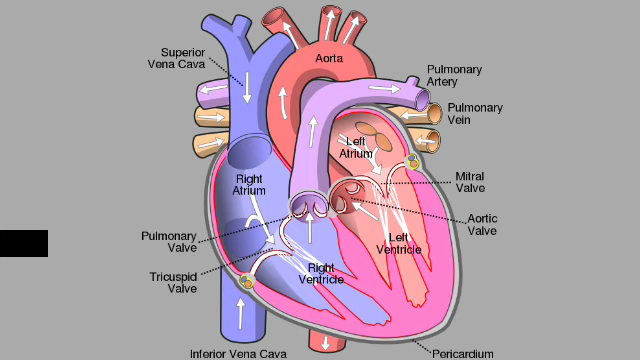 Superior
Vena Cava
Aorta
Pulmonary
Artery
Pulmonary
Vein
Left
Atrium
Right
Atrium
Mitral
Valve
Aortic
Valve
Pulmonary
Valve
Left
Ventricle
Tricuspid
Valve
Right
Ventricle
Inferior Vena Cava
Pericardium